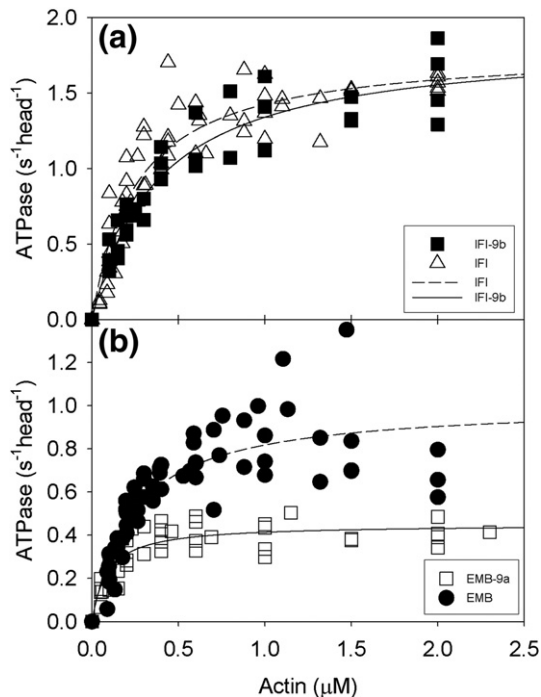 (a)
ATPase (s⁻¹head⁻¹)
2.0
1.5
1.0
0.5
0.0
IFI-9b
IFI
IFI
IFI-9b
(b)
ATPase (s⁻¹head⁻¹)
1.2
1.0
0.8
0.6
0.4
0.2
0.0
EMB-9a
EMB
0.0 0.5 1.0 1.5 2.0 2.5
Actin (μM)